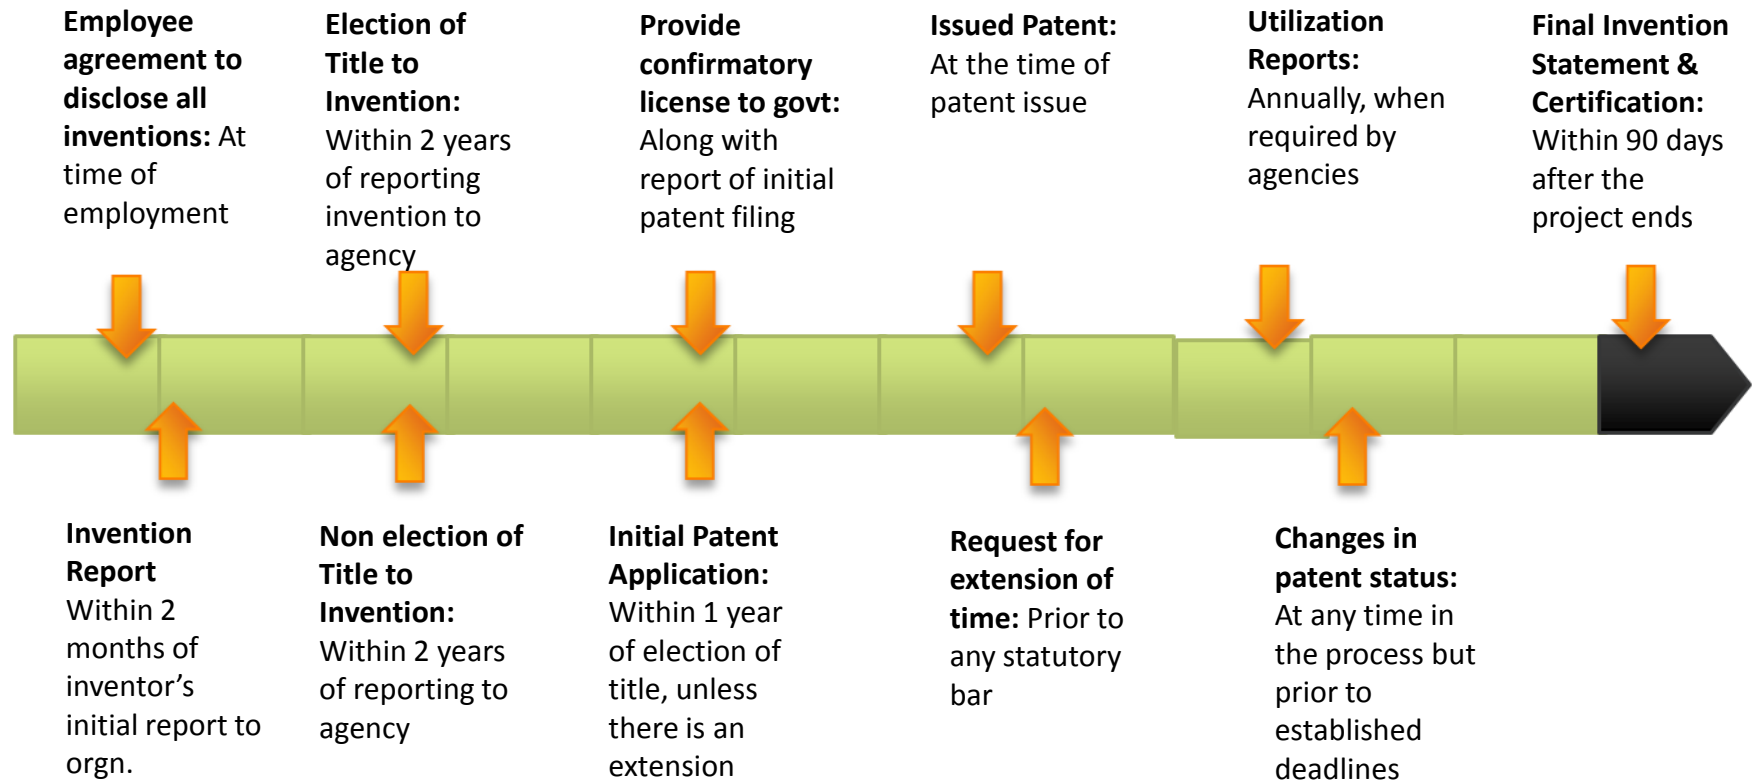 Employee
agreement to
disclose all
inventions: At
time of
employment
Election of
Title to
Invention:
Within 2 years
of reporting
invention to
agency
Provide
confirmatory
license to govt:
Along with
report of initial
patent filing
Issued Patent:
At the time of
patent issue
Utilization
Reports:
Annually, when
required by
agencies
Final Invention
Statement &
Certification:
Within 90 days
after the
project ends
Invention
Report
Within 2
months of
inventor’s
initial report to
orgn.
Non election of
Title to
Invention:
Within 2 years
of reporting to
agency
Initial Patent
Application:
Within 1 year
of election of
title, unless
there is an
extension
Request for
extension of
time: Prior to
any statutory
bar
Changes in
patent status:
At any time in
the process but
prior to
established
deadlines